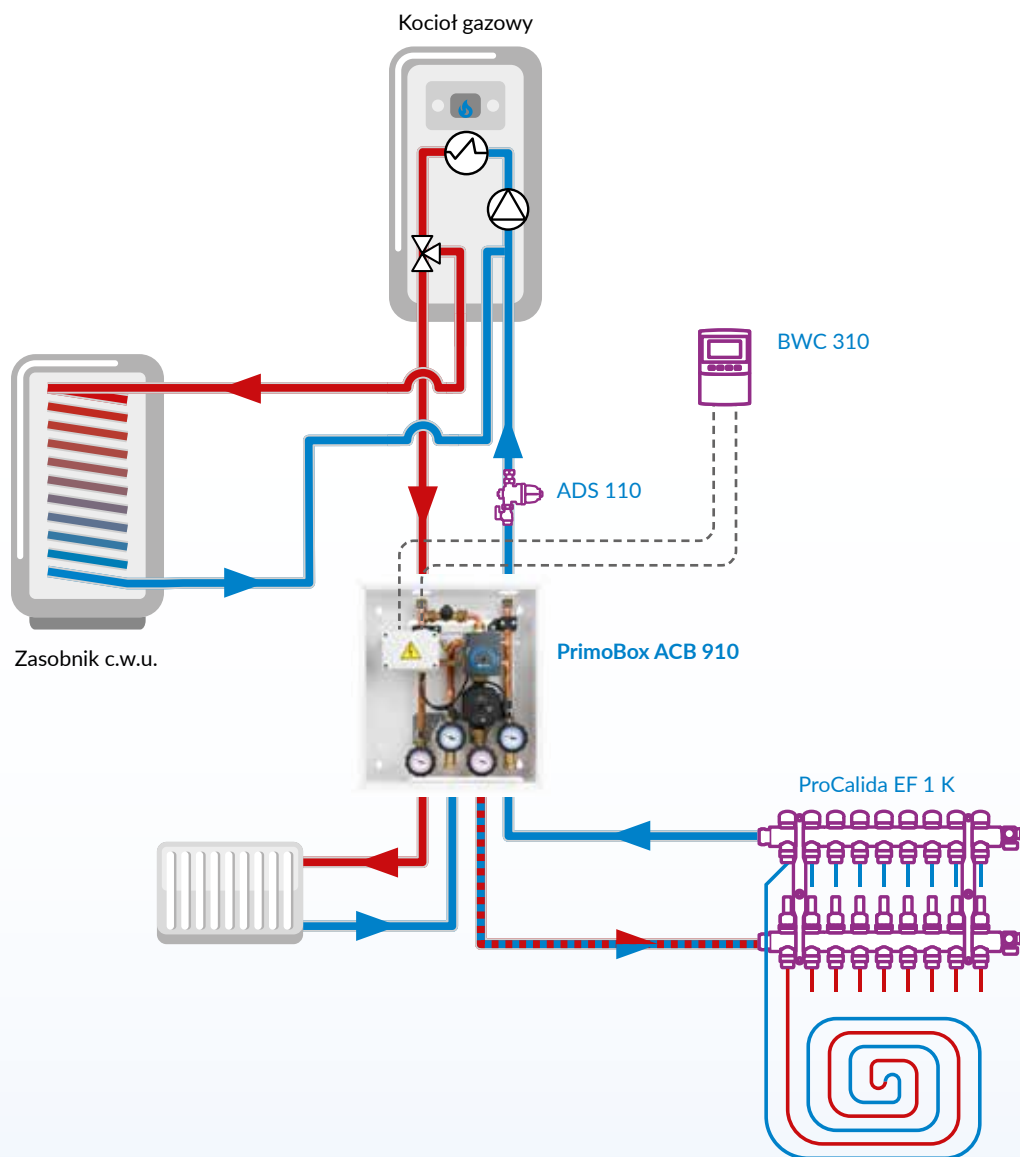 Kocioł gazowy
BWC 310
ADS 110
Zasobnik c.w.u.
PrimoBox ACB 910
ProCalida EF 1 K